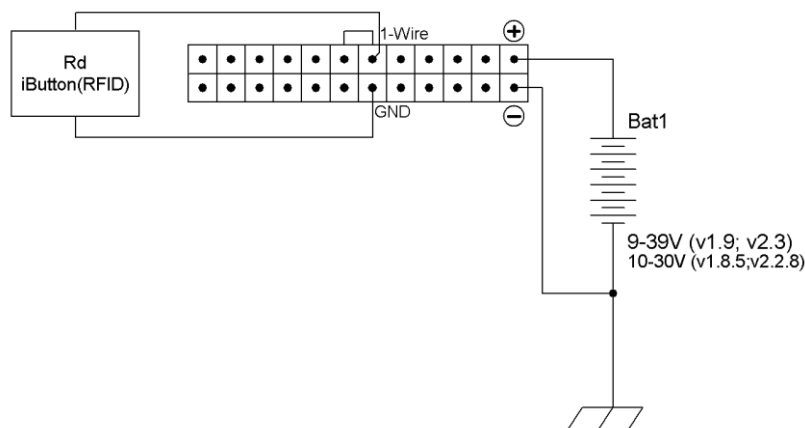 1-Wire
+
Rd
iButton(RFID)
GND
−
Bat1
9-39V (v1.9; v2.3)
10-30V (v1.8.5;v2.2.8)